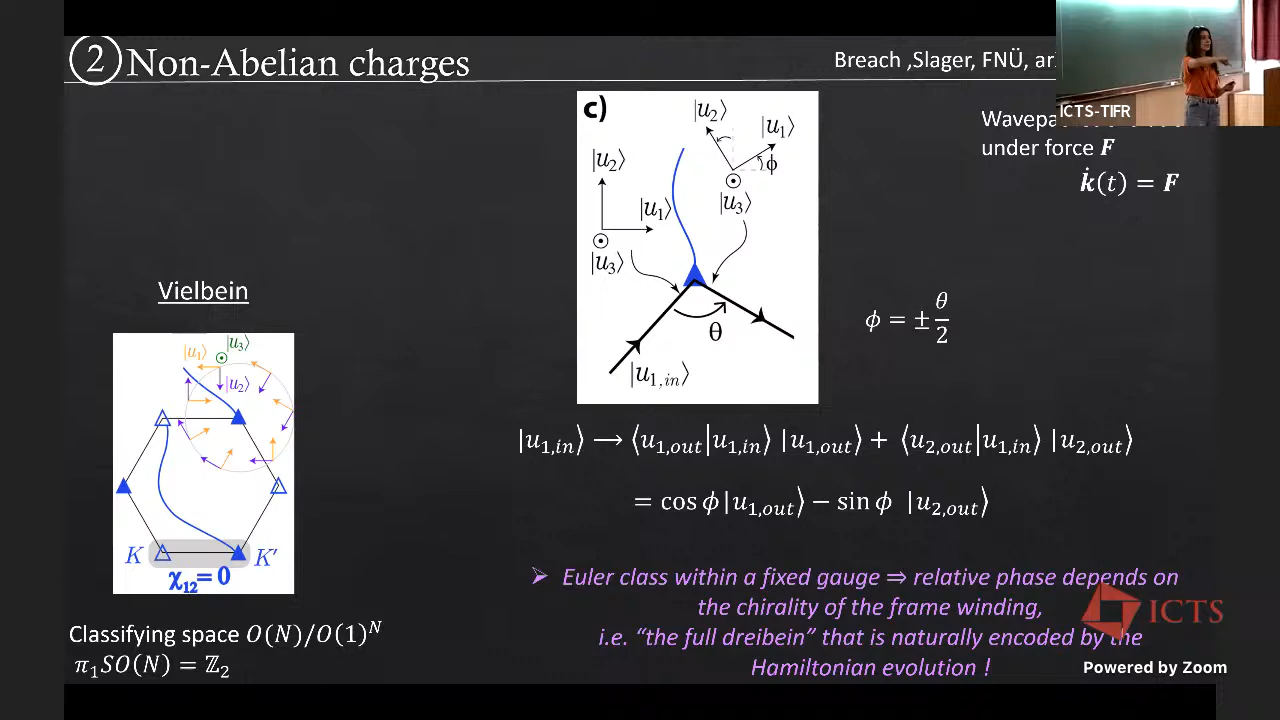 ② Non-Abelian charges
Breach ,Slager, FNÜ,
ICTS-TIFR
under force F
k̇(t) = F
c)
|u₂⟩
|u₁⟩
ϕ
|u₃⟩
|u₂⟩
|u₁⟩
|u₃⟩
θ
|u₁,in⟩
ϕ = ± θ/2
Vielbein
|u₁⟩
|u₃⟩
|u₂⟩
K
K′
χ₁₂= 0
Classifying space O(N)/O(1)ᴺ
π₁SO(N) = ℤ₂
|u₁,in⟩ ⟶ ⟨u₁,out|u₁,in⟩ |u₁,out⟩ + ⟨u₂,out|u₁,in⟩ |u₂,out⟩
= cos ϕ|u₁,out⟩ − sin ϕ |u₂,out⟩
➢ Euler class within a fixed gauge ⇒ relative phase depends on
the chirality of the frame winding,
i.e. “the full dreibein” that is naturally encoded by the
Hamiltonian evolution !
ICTS
Powered by Zoom